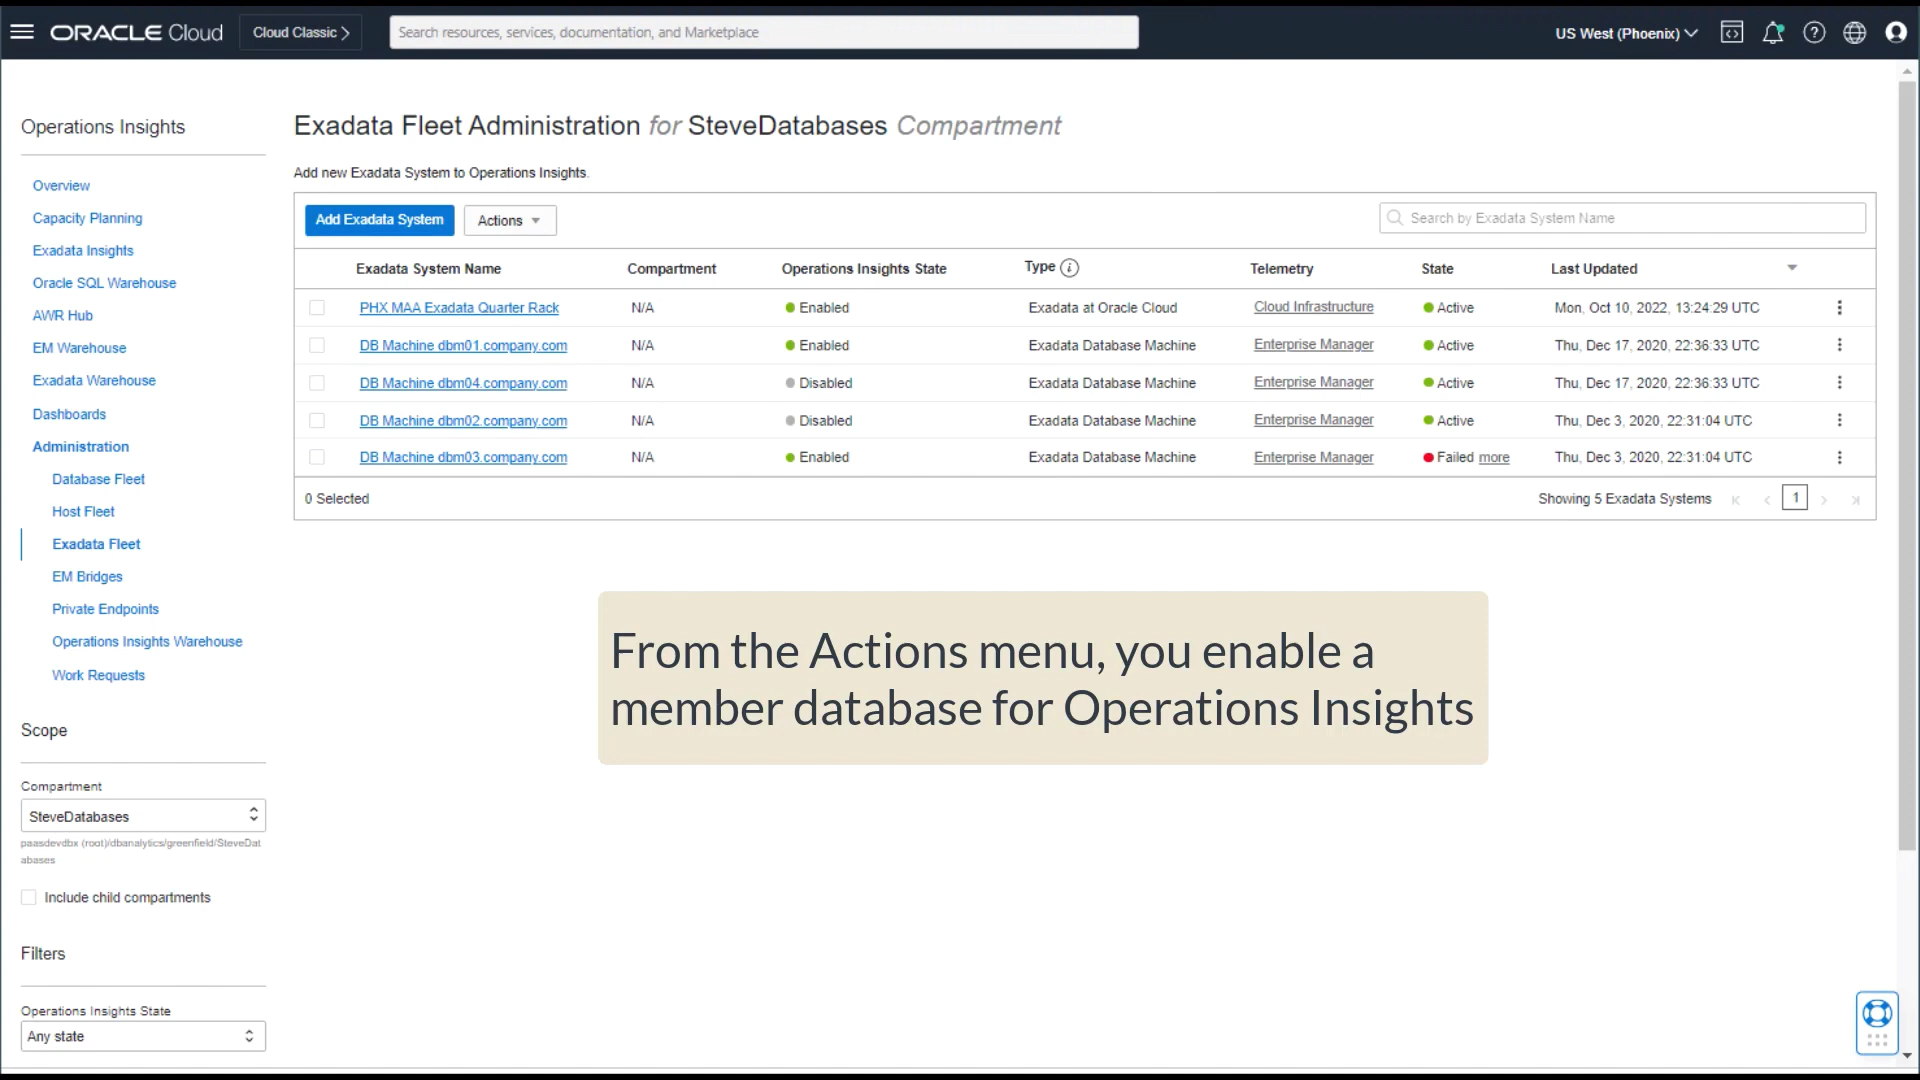 ORACLE Cloud
Cloud Classic
Search resources, services, documentation, and Marketplace
US West (Phoenix)
Operations Insights
Overview
Capacity Planning
Exadata Insights
Oracle SQL Warehouse
AWR Hub
EM Warehouse
Exadata Warehouse
Dashboards
Administration
Database Fleet
Host Fleet
Exadata Fleet
EM Bridges
Private Endpoints
Operations Insights Warehouse
Work Requests
Scope
Compartment
SteveDatabases
paasdevdbx (root)/dbanalytics/greenfield/SteveDat
abases
Include child compartments
Filters
Operations Insights State
Any state
Exadata Fleet Administration for SteveDatabases Compartment
Add new Exadata System to Operations Insights.
Add Exadata System Actions
Search by Exadata System Name
Exadata System Name Compartment Operations Insights State Type Telemetry State Last Updated
PHX MAA Exadata Quarter Rack N/A Enabled Exadata at Oracle Cloud Cloud Infrastructure Active Mon, Oct 10, 2022, 13:24:29 UTC
DB Machine dbm01.company.com N/A Enabled Exadata Database Machine Enterprise Manager Active Thu, Dec 17, 2020, 22:36:33 UTC
DB Machine dbm04.company.com N/A Disabled Exadata Database Machine Enterprise Manager Active Thu, Dec 17, 2020, 22:36:33 UTC
DB Machine dbm02.company.com N/A Disabled Exadata Database Machine Enterprise Manager Active Thu, Dec 3, 2020, 22:31:04 UTC
DB Machine dbm03.company.com N/A Enabled Exadata Database Machine Enterprise Manager Failed more Thu, Dec 3, 2020, 22:31:04 UTC
0 Selected
Showing 5 Exadata Systems 1
From the Actions menu, you enable a
member database for Operations Insights